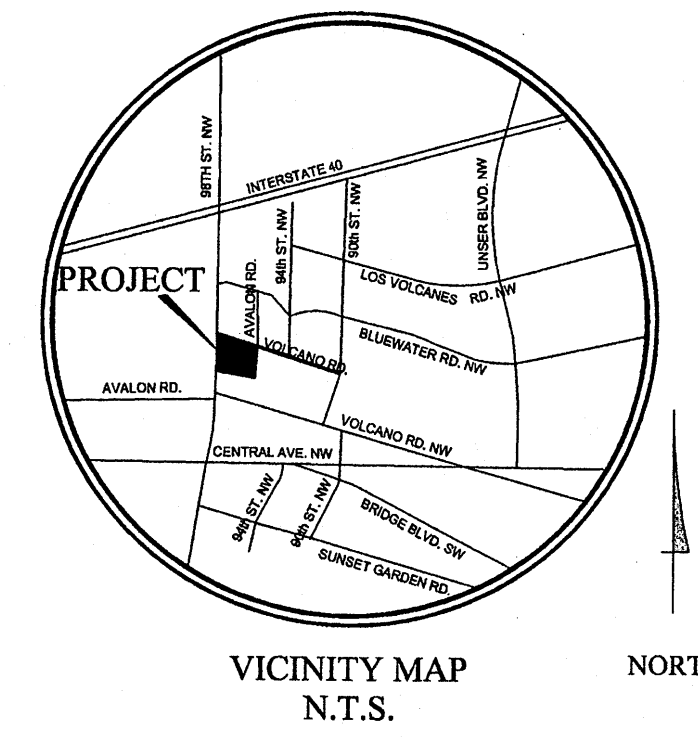 98TH ST. NW
INTERSTATE 40
94th ST. NW
90th ST. NW
UNSER BLVD. NW
PROJECT
AVALON RD.
LOS VOLCANES RD. NW
VOLCANO RD.
BLUEWATER RD. NW
AVALON RD.
VOLCANO RD. NW
CENTRAL AVE. NW
94th ST. NW
90th ST. NW
BRIDGE BLVD. SW
SUNSET GARDEN RD.
VICINITY MAP
N.T.S.
NORT